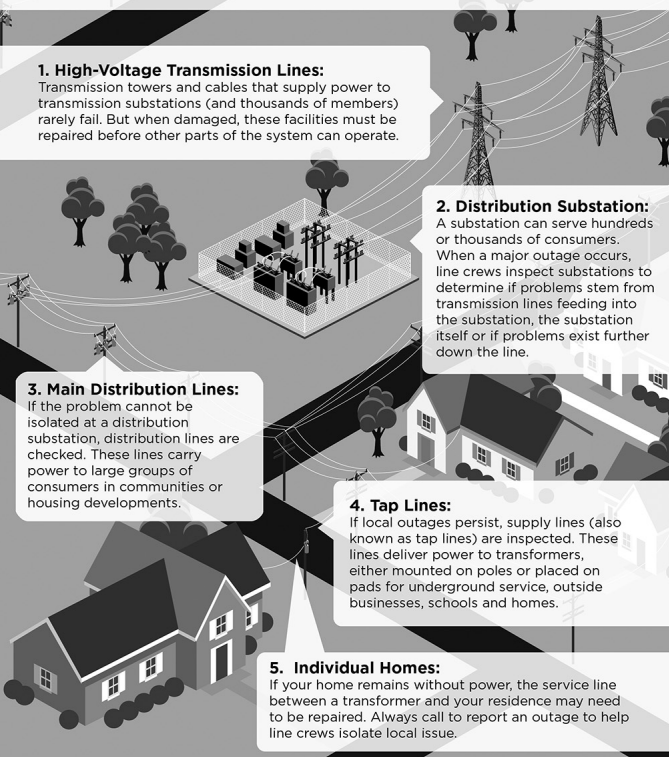 1. High-Voltage Transmission Lines:
Transmission towers and cables that supply power to
transmission substations (and thousands of members)
rarely fail. But when damaged, these facilities must be
repaired before other parts of the system can operate.
2. Distribution Substation:
A substation can serve hundreds
or thousands of consumers.
When a major outage occurs,
line crews inspect substations to
determine if problems stem from
transmission lines feeding into
the substation, the substation
itself or if problems exist further
down the line.
3. Main Distribution Lines:
If the problem cannot be
isolated at a distribution
substation, distribution lines are
checked. These lines carry
power to large groups of
consumers in communities or
housing developments.
4. Tap Lines:
If local outages persist, supply lines (also
known as tap lines) are inspected. These
lines deliver power to transformers,
either mounted on poles or placed on
pads for underground service, outside
businesses, schools and homes.
5. Individual Homes:
If your home remains without power, the service line
between a transformer and your residence may need
to be repaired. Always call to report an outage to help
line crews isolate local issue.